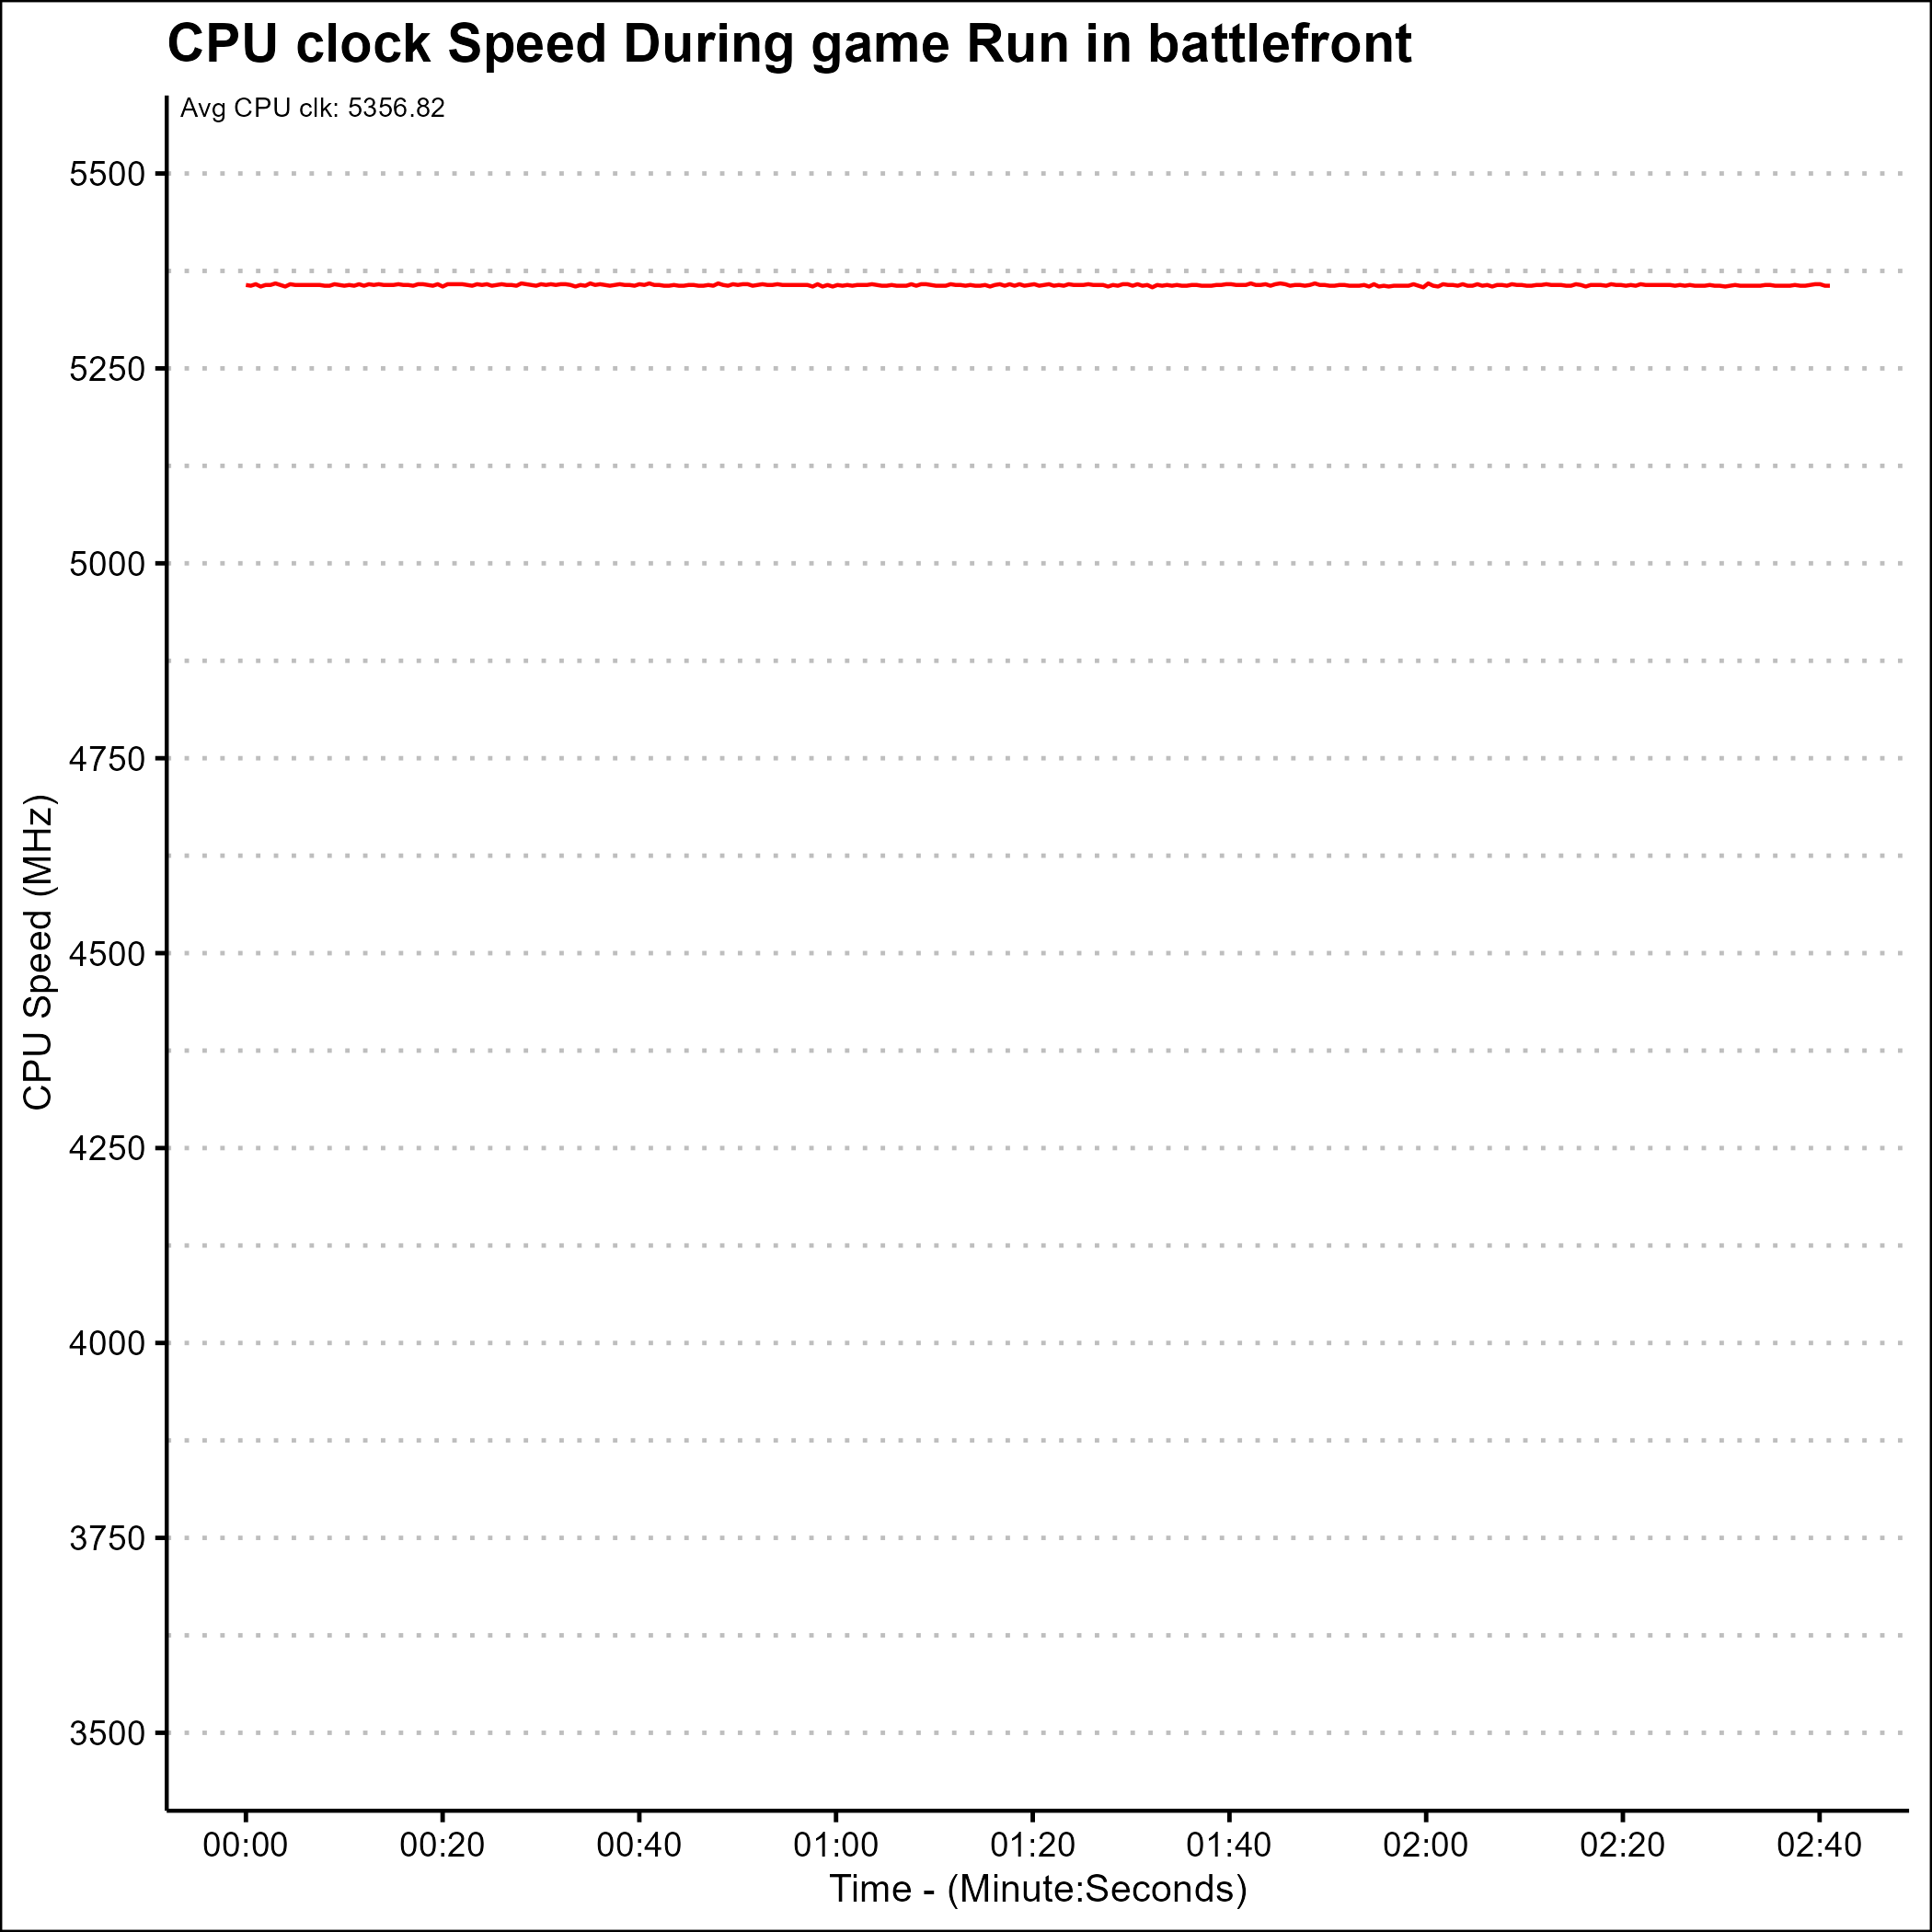 CPU clock Speed During game Run in battlefront
Avg CPU clk: 5356.82
5500
5250
5000
4750
4500
4250
4000
3750
3500
CPU Speed (MHz)
00:00 00:20 00:40 01:00 01:20 01:40 02:00 02:20 02:40
Time - (Minute:Seconds)